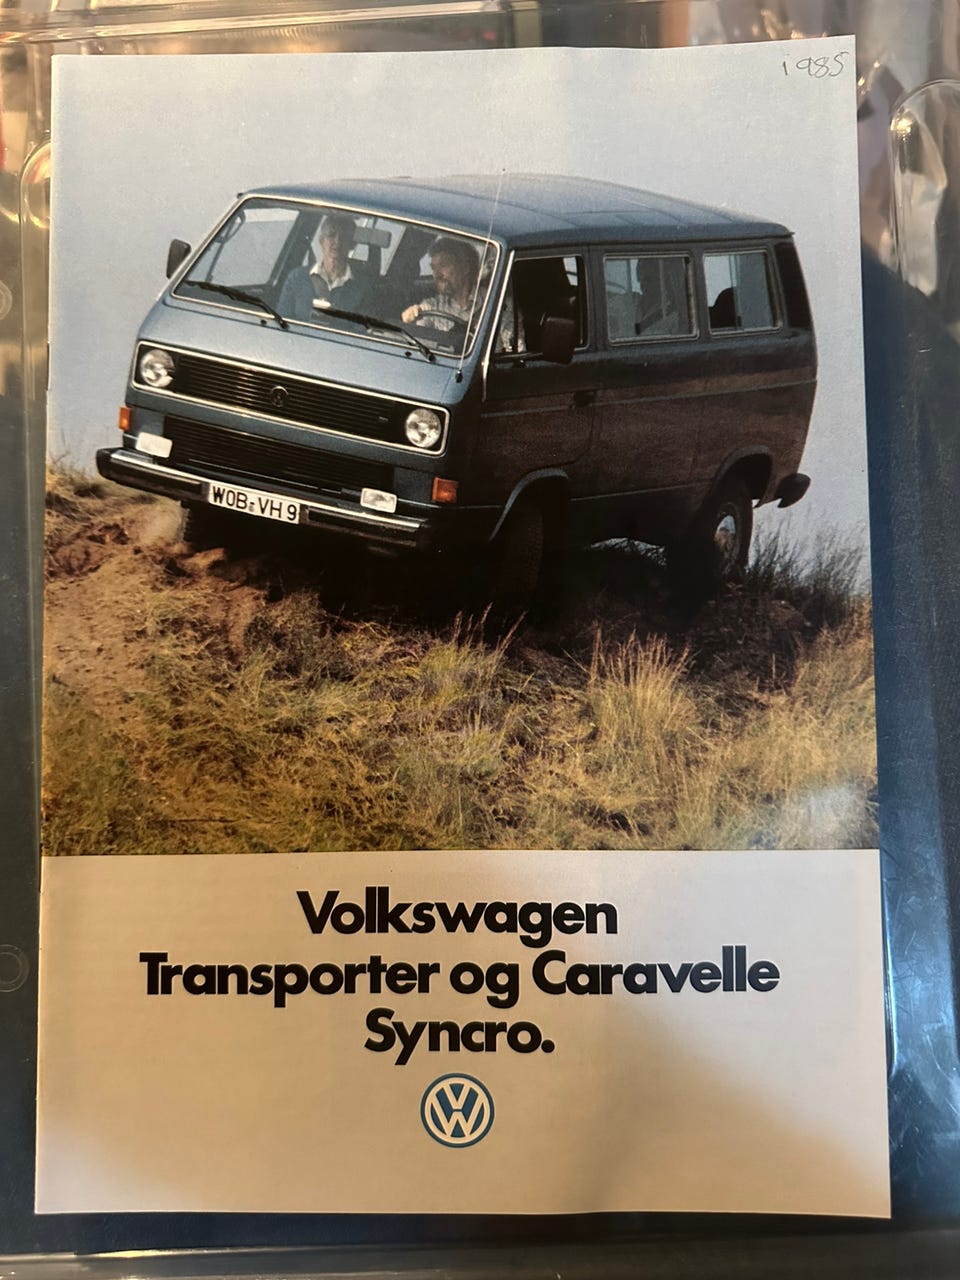 1985
WOB-VH 9
Volkswagen
Transporter og Caravelle
Syncro.